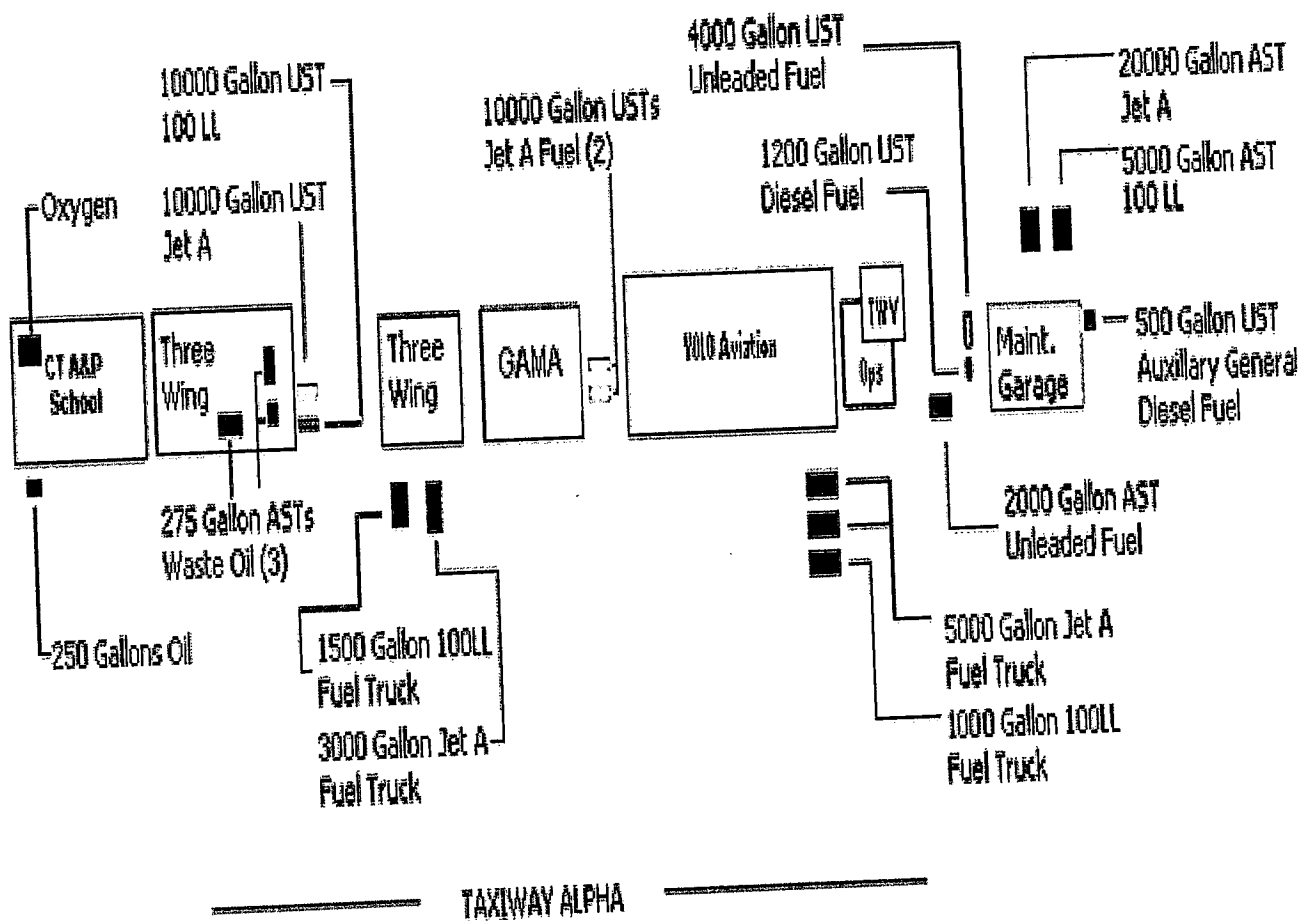 4000 Gallon UST
Unleaded Fuel
10000 Gallon UST
100 LL
10000 Gallon USTs
Jet A Fuel (2)
20000 Gallon AST
Jet A
1200 Gallon UST
Diesel Fuel
5000 Gallon AST
100 LL
Oxygen
10000 Gallon UST
Jet A
CT A&P
School
Three
Wing
Three
Wing
GAMA
VOLO Aviation
TWV
Ops
Maint.
Garage
500 Gallon UST
Auxillary General
Diesel Fuel
275 Gallon ASTs
Waste Oil (3)
2000 Gallon AST
Unleaded Fuel
250 Gallons Oil
1500 Gallon 100LL
Fuel Truck
3000 Gallon Jet A
Fuel Truck
5000 Gallon Jet A
Fuel Truck
1000 Gallon 100LL
Fuel Truck
TAXIWAY ALPHA